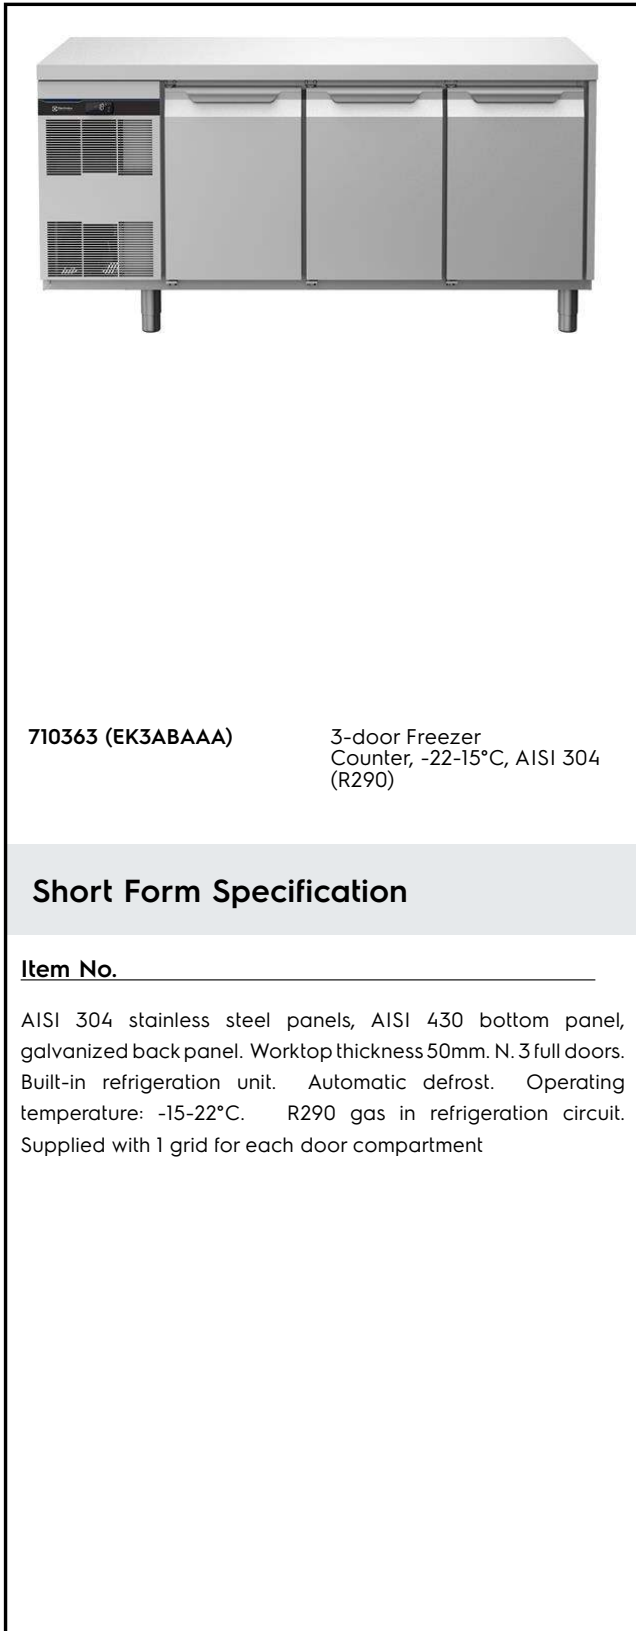 Electrolux
710363 (EK3ABAAA)
3-door Freezer
Counter, -22-15°C, AISI 304
(R290)
Short Form Specification
Item No.
AISI 304 stainless steel panels, AISI 430 bottom panel,
galvanized back panel. Worktop thickness 50mm. N. 3 full doors.
Built-in refrigeration unit. Automatic defrost. Operating
temperature: -15-22°C. R290 gas in refrigeration circuit.
Supplied with 1 grid for each door compartment